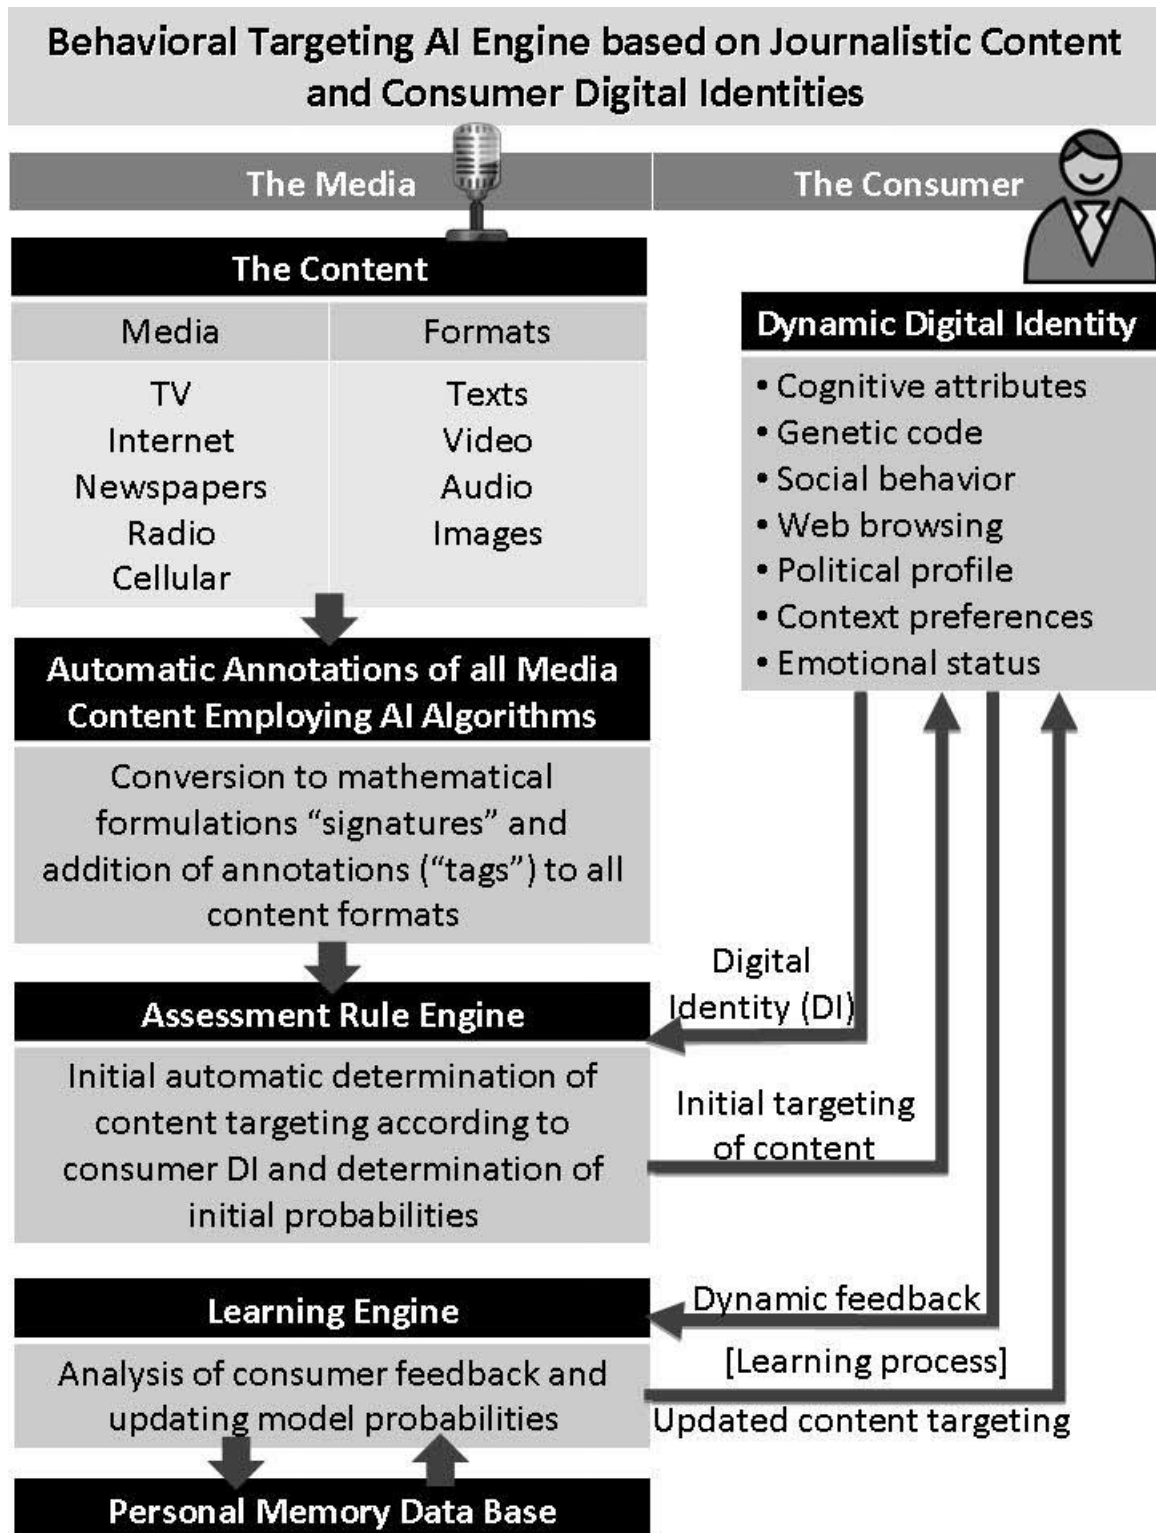 Behavioral Targeting AI Engine based on Journalistic Content
and Consumer Digital Identities
The Media
The Consumer
The Content
Media
Formats
TV
Internet
Newspapers
Radio
Cellular
Texts
Video
Audio
Images
Dynamic Digital Identity
• Cognitive attributes
• Genetic code
• Social behavior
• Web browsing
• Political profile
• Context preferences
• Emotional status
Automatic Annotations of all Media
Content Employing AI Algorithms
Conversion to mathematical
formulations “signatures” and
addition of annotations (“tags”) to all
content formats
Digital
Identity (DI)
Assessment Rule Engine
Initial automatic determination of
content targeting according to
consumer DI and determination of
initial probabilities
Initial targeting
of content
Learning Engine
Analysis of consumer feedback and
updating model probabilities
Dynamic feedback
[Learning process]
Updated content targeting
Personal Memory Data Base